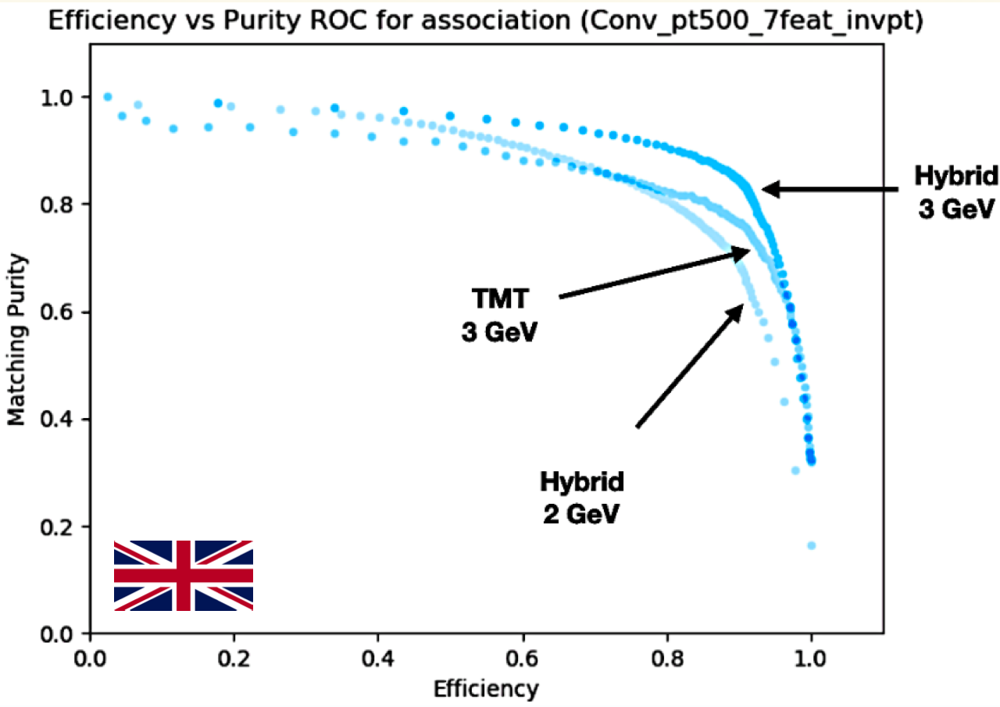 Efficiency vs Purity ROC for association (Conv_pt500_7feat_invpt)
1.0
0.8
0.6
0.4
0.2
0.0
Matching Purity
Hybrid
3 GeV
TMT
3 GeV
Hybrid
2 GeV
0.0 0.2 0.4 0.6 0.8 1.0
Efficiency